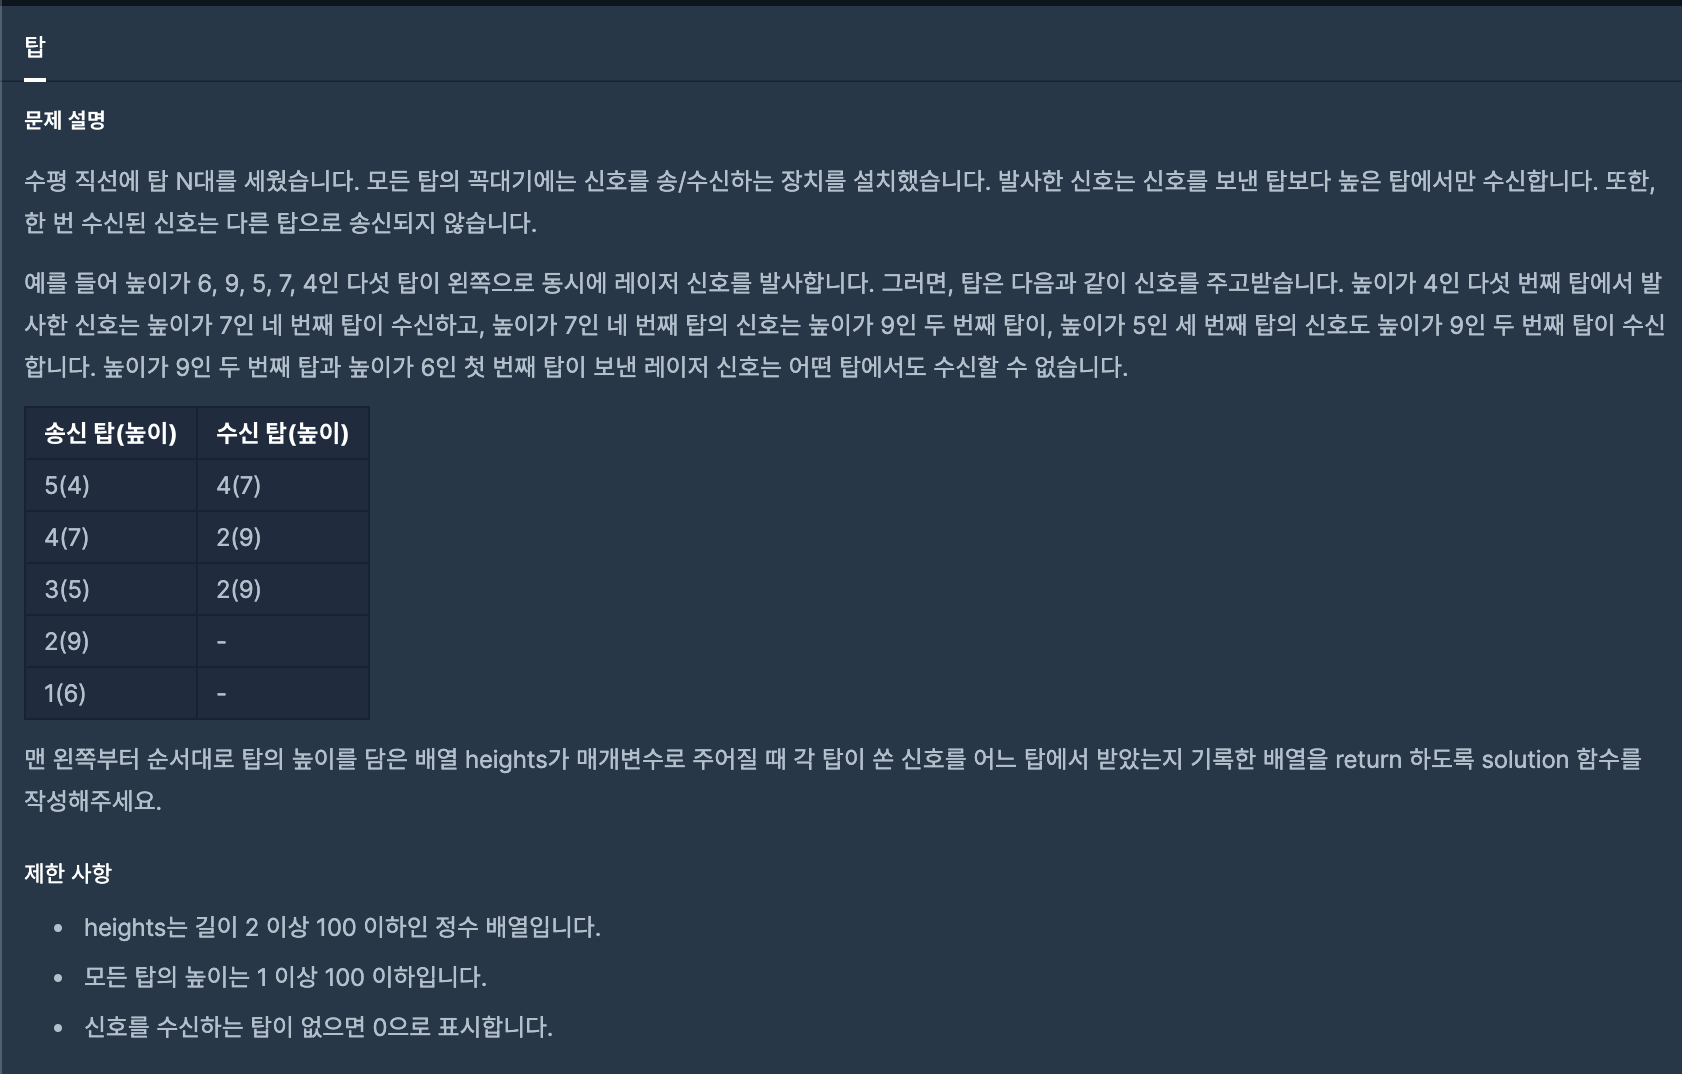 탑
문제 설명
수평 직선에 탑 N대를 세웠습니다. 모든 탑의 꼭대기에는 신호를 송/수신하는 장치를 설치했습니다. 발사한 신호는 신호를 보낸 탑보다 높은 탑에서만 수신합니다. 또한,
한 번 수신된 신호는 다른 탑으로 송신되지 않습니다.
예를 들어 높이가 6, 9, 5, 7, 4인 다섯 탑이 왼쪽으로 동시에 레이저 신호를 발사합니다. 그러면, 탑은 다음과 같이 신호를 주고받습니다. 높이가 4인 다섯 번째 탑에서 발
사한 신호는 높이가 7인 네 번째 탑이 수신하고, 높이가 7인 네 번째 탑의 신호는 높이가 9인 두 번째 탑이, 높이가 5인 세 번째 탑의 신호도 높이가 9인 두 번째 탑이 수신
합니다. 높이가 9인 두 번째 탑과 높이가 6인 첫 번째 탑이 보낸 레이저 신호는 어떤 탑에서도 수신할 수 없습니다.
송신 탑(높이) 수신 탑(높이)
5(4) 4(7)
4(7) 2(9)
3(5) 2(9)
2(9) -
1(6) -
맨 왼쪽부터 순서대로 탑의 높이를 담은 배열 heights가 매개변수로 주어질 때 각 탑이 쏜 신호를 어느 탑에서 받았는지 기록한 배열을 return 하도록 solution 함수를
작성해주세요.
제한 사항
• heights는 길이 2 이상 100 이하인 정수 배열입니다.
• 모든 탑의 높이는 1 이상 100 이하입니다.
• 신호를 수신하는 탑이 없으면 0으로 표시합니다.